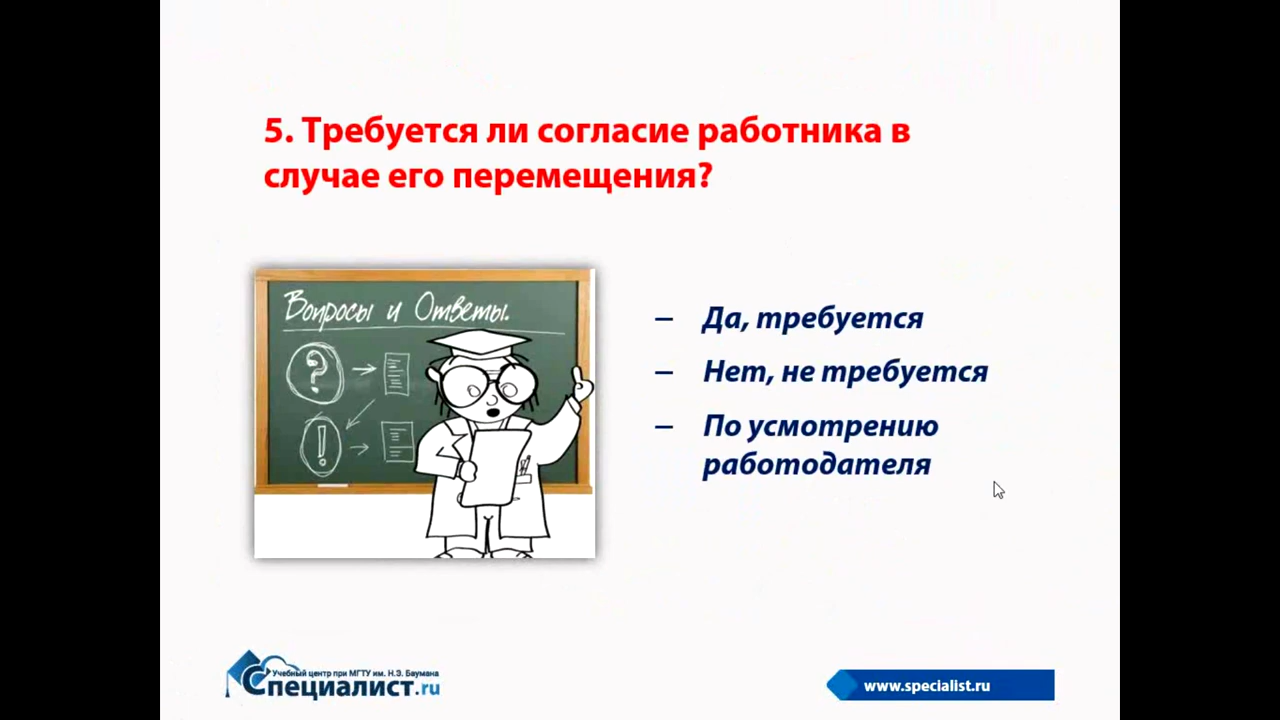 5. Требуется ли согласие работника в
случае его перемещения?
Вопросы и Ответы.
?
!
– Да, требуется
– Нет, не требуется
– По усмотрению
работодателя
Учебный центр при МГТУ им. Н.Э. Баумана
Специалист.ru
www.specialist.ru